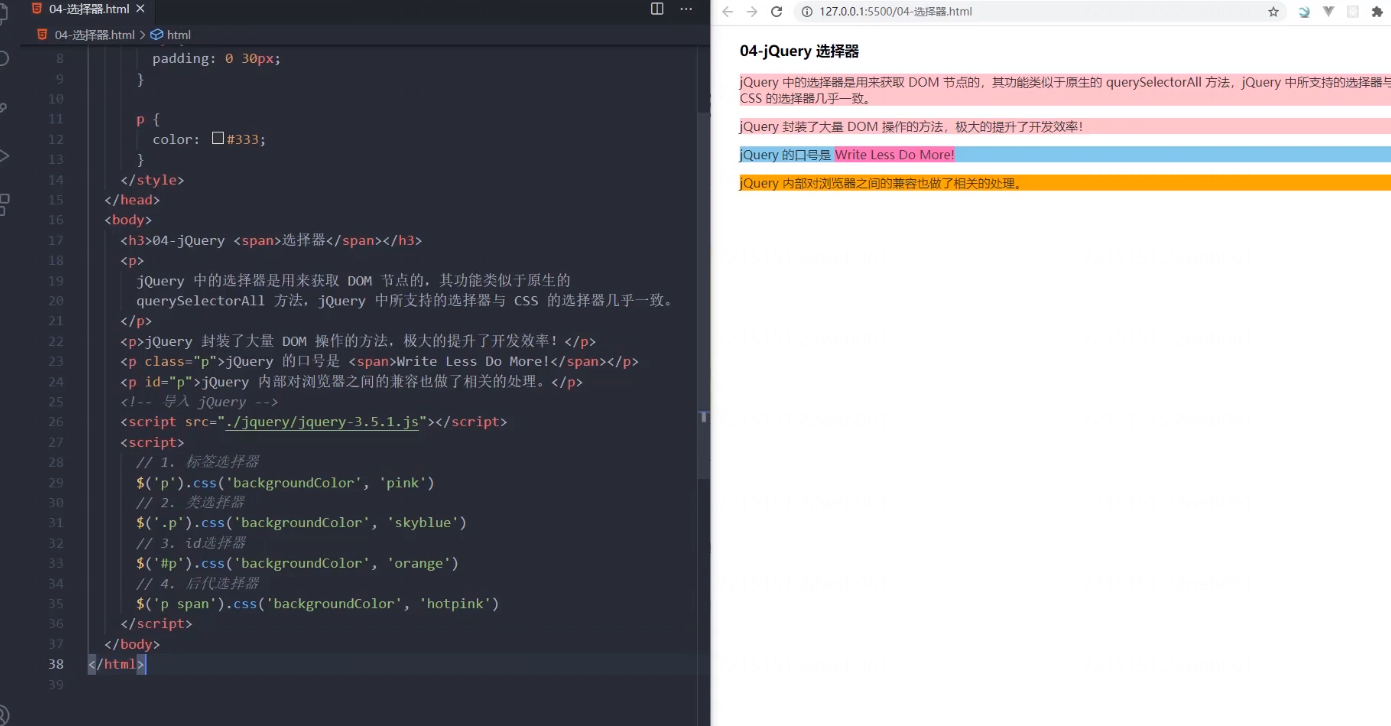 04-选择器.html ×
04-选择器.html > html
8 padding: 0 30px;
9 }
10
11 p {
12 color: #333;
13 }
14 </style>
15 </head>
16 <body>
17 <h3>04-jQuery <span>选择器</span></h3>
18 <p>
19 jQuery 中的选择器是用来获取 DOM 节点的，其功能类似于原生的
20 querySelectorAll 方法，jQuery 中所支持的选择器与 CSS 的选择器几乎一致。
21 </p>
22 <p>jQuery 封装了大量 DOM 操作的方法，极大的提升了开发效率！</p>
23 <p class="p">jQuery 的口号是 <span>Write Less Do More!</span></p>
24 <p id="p">jQuery 内部对浏览器之间的兼容也做了相关的处理。</p>
25 <!-- 导入 jQuery -->
26 <script src="./jquery/jquery-3.5.1.js"></script>
27 <script>
28 // 1. 标签选择器
29 $('p').css('backgroundColor', 'pink')
30 // 2. 类选择器
31 $('.p').css('backgroundColor', 'skyblue')
32 // 3. id选择器
33 $('#p').css('backgroundColor', 'orange')
34 // 4. 后代选择器
35 $('p span').css('backgroundColor', 'hotpink')
36 </script>
37 </body>
38 </html>
39
127.0.0.1:5500/04-选择器.html
04-jQuery 选择器
jQuery 中的选择器是用来获取 DOM 节点的，其功能类似于原生的 querySelectorAll 方法，jQuery 中所支持的选择器与
CSS 的选择器几乎一致。
jQuery 封装了大量 DOM 操作的方法，极大的提升了开发效率！
jQuery 的口号是 Write Less Do More!
jQuery 内部对浏览器之间的兼容也做了相关的处理。